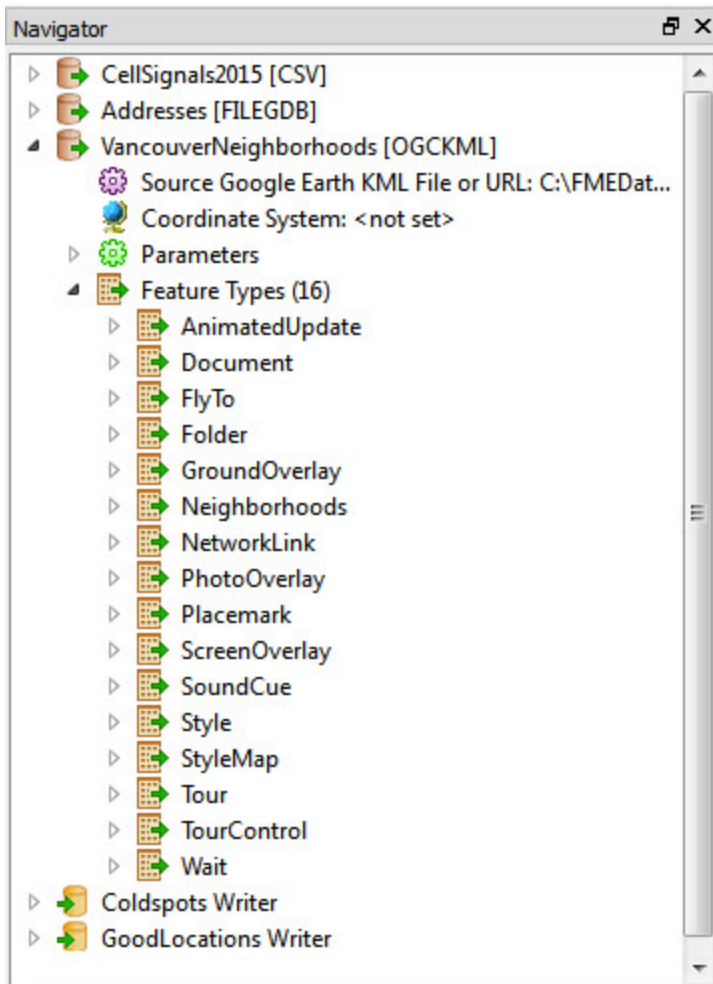 Navigator
CellSignals2015 [CSV]
Addresses [FILEGDB]
VancouverNeighborhoods [OGCKML]
Source Google Earth KML File or URL: C:\FMEDat...
Coordinate System: <not set>
Parameters
Feature Types (16)
AnimatedUpdate
Document
FlyTo
Folder
GroundOverlay
Neighborhoods
NetworkLink
PhotoOverlay
Placemark
ScreenOverlay
SoundCue
Style
StyleMap
Tour
TourControl
Wait
Coldspots Writer
GoodLocations Writer